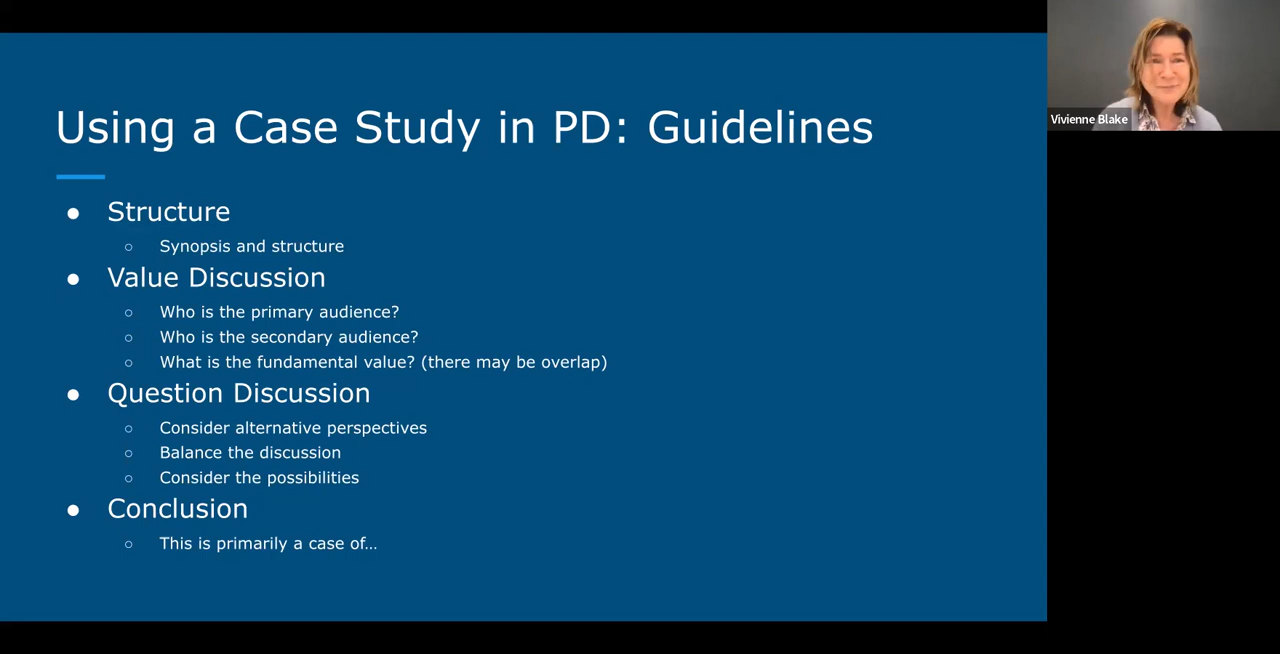 Using a Case Study in PD: Guidelines
● Structure
○ Synopsis and structure
● Value Discussion
○ Who is the primary audience?
○ Who is the secondary audience?
○ What is the fundamental value? (there may be overlap)
● Question Discussion
○ Consider alternative perspectives
○ Balance the discussion
○ Consider the possibilities
● Conclusion
○ This is primarily a case of…
Vivienne Blake